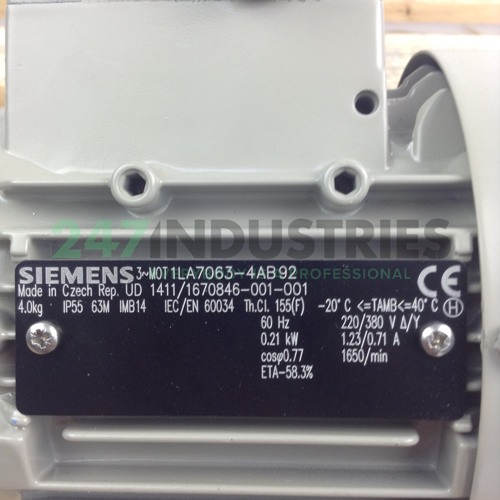 247INDUSTRIES
PROFESSIONAL
SIEMENS 3~MOT 1LA7063-4AB92 CE
Made in Czech Rep. UD 1411/1670846-001-001
4.0kg IP55 63M IMB14 IEC/EN 60034 Th.Cl. 155(F) -20°C <=TAMB<=40°C H
60 Hz 220/380 V Δ/Y
0.21 kW 1.23/0.71 A
cosφ0.77 1650/min
ETA-58.3%